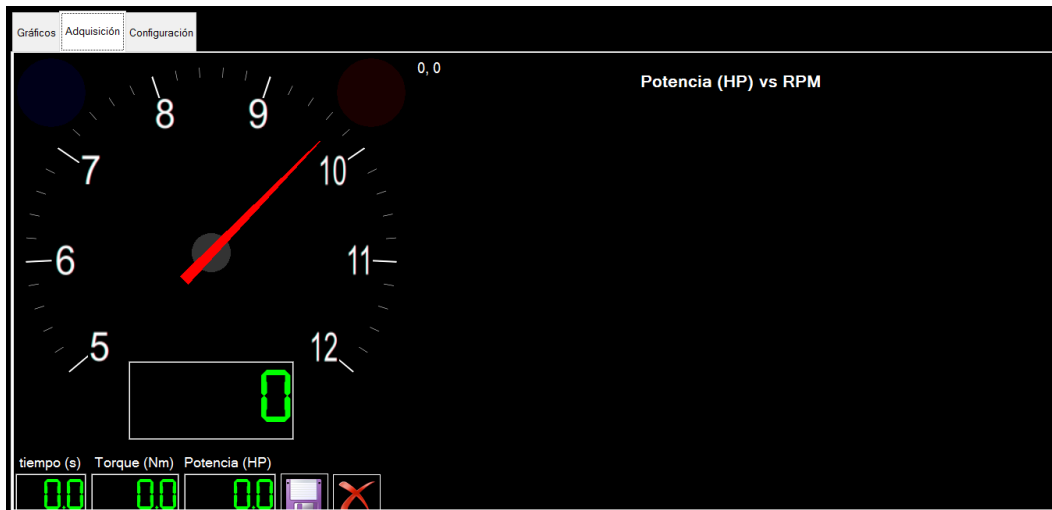 Gráficos Adquisición Configuración
0, 0
Potencia (HP) vs RPM
8 9
7 10
6 11
5 12
0
tiempo (s) Torque (Nm) Potencia (HP)
0.0 0.0 0.0